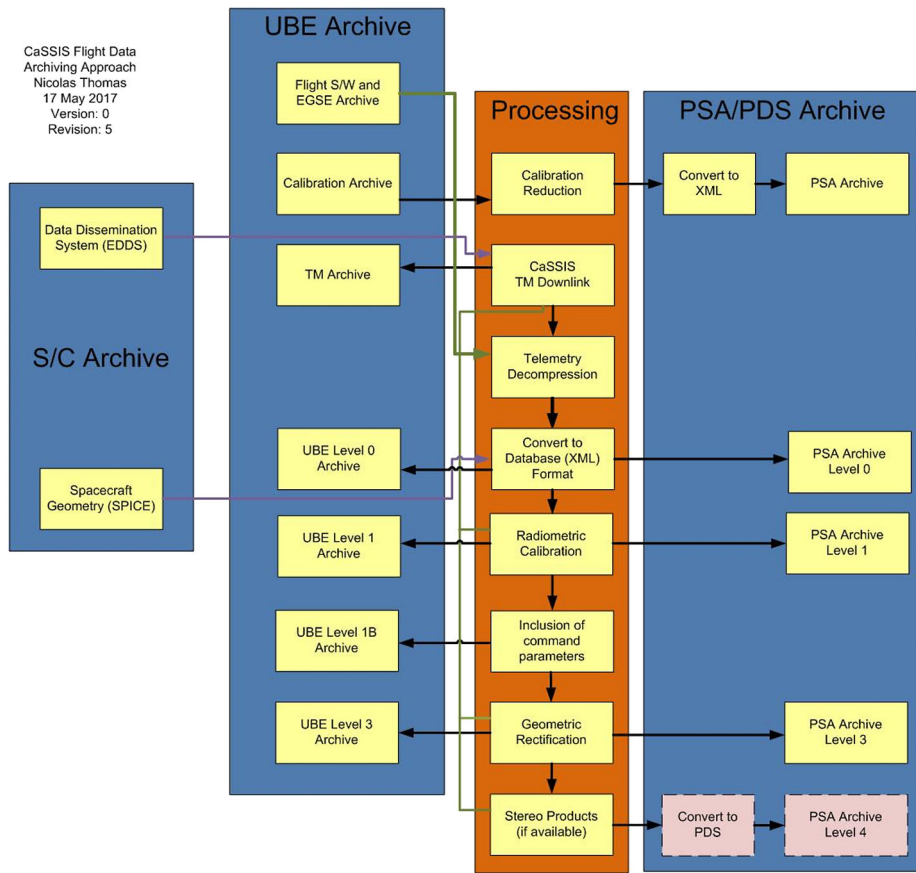 CaSSIS Flight Data
Archiving Approach
Nicolas Thomas
17 May 2017
Version: 0
Revision: 5
S/C Archive
Data Dissemination
System (EDDS)
Spacecraft
Geometry (SPICE)
UBE Archive
Flight S/W and
EGSE Archive
Calibration Archive
TM Archive
UBE Level 0
Archive
UBE Level 1
Archive
UBE Level 1B
Archive
UBE Level 3
Archive
Processing
Calibration
Reduction
CaSSIS
TM Downlink
Telemetry
Decompression
Convert to
Database (XML)
Format
Radiometric
Calibration
Inclusion of
command
parameters
Geometric
Rectification
Stereo Products
(if available)
PSA/PDS Archive
Convert to
XML
PSA Archive
PSA Archive
Level 0
PSA Archive
Level 1
PSA Archive
Level 3
Convert to
PDS
PSA Archive
Level 4